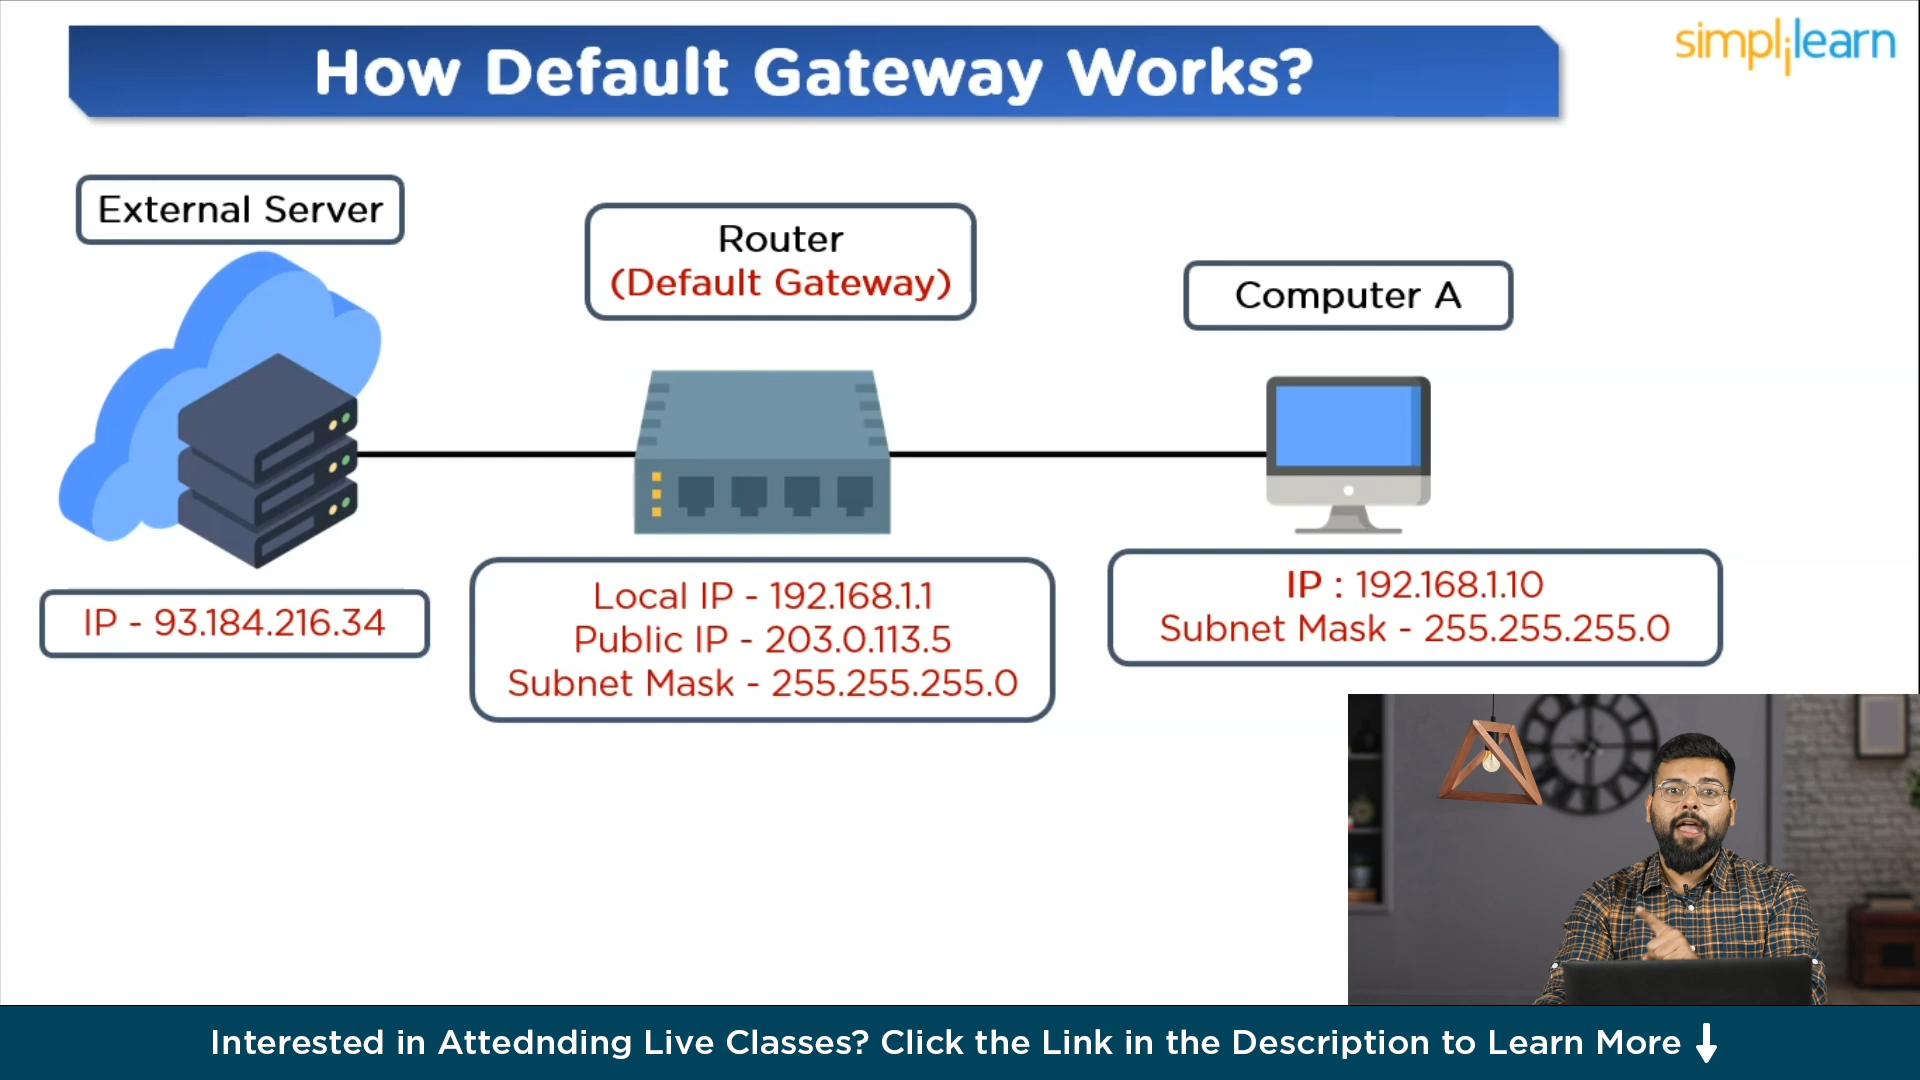 How Default Gateway Works?
simplilearn
External Server
Router
(Default Gateway)
Computer A
IP - 93.184.216.34
Local IP - 192.168.1.1
Public IP - 203.0.113.5
Subnet Mask - 255.255.255.0
IP : 192.168.1.10
Subnet Mask - 255.255.255.0
Interested in Attednding Live Classes? Click the Link in the Description to Learn More